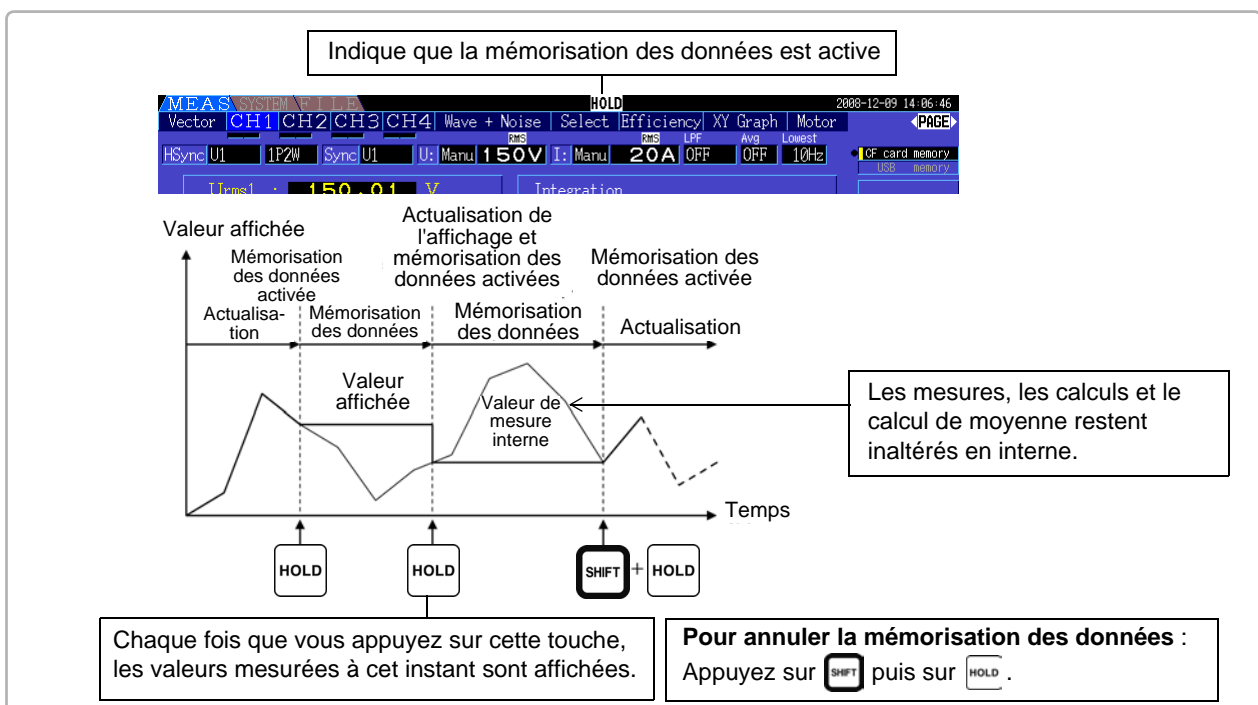 Indique que la mémorisation des données est active
MEAS SYSTEM FILE HOLD 2008-12-09 14:06:46
Vector CH1 CH2 CH3 CH4 Wave + Noise Select Efficiency XY Graph Motor PAGE
RMS RMS LPF Avg Lowest
HSync U1 1P2W Sync U1 U: Manu 150V I: Manu 20A OFF OFF 10Hz CF card memory
USB memory
Urms1 : 150.01 V Integration
Valeur affichée
Mémorisation
des données
activée
Actualisation de
l'affichage et
mémorisation des
données activées
Mémorisation des
données activée
Actualisa-
tion
Mémorisation
des données
Mémorisation
des données
Actualisation
Valeur
affichée
Valeur de
mesure
interne
Les mesures, les calculs et le
calcul de moyenne restent
inaltérés en interne.
Temps
HOLD HOLD SHIFT + HOLD
Chaque fois que vous appuyez sur cette touche,
les valeurs mesurées à cet instant sont affichées.
Pour annuler la mémorisation des données :
Appuyez sur SHIFT puis sur HOLD .